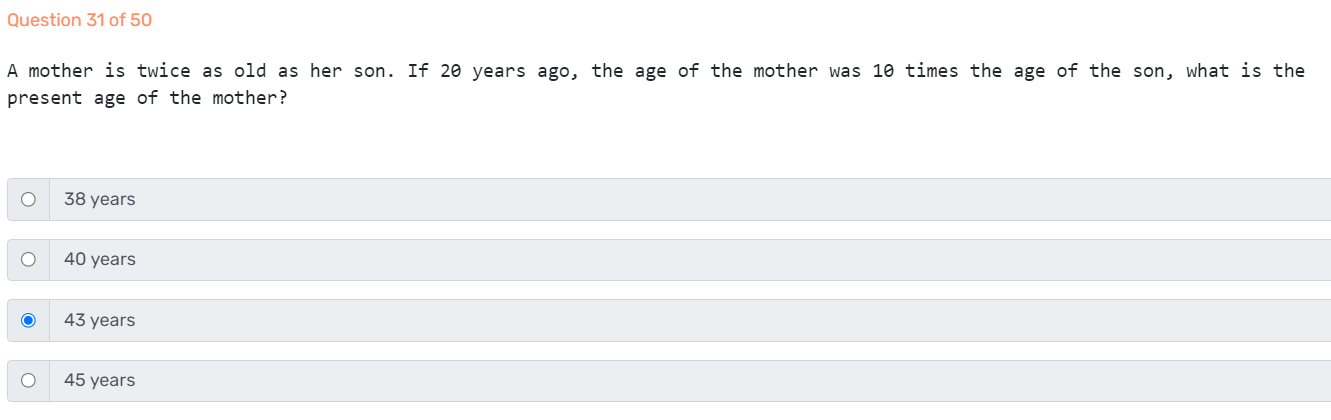 Question 31 of 50
A mother is twice as old as her son. If 20 years ago, the age of the mother was 10 times the age of the son, what is the
present age of the mother?
38 years
40 years
43 years
45 years